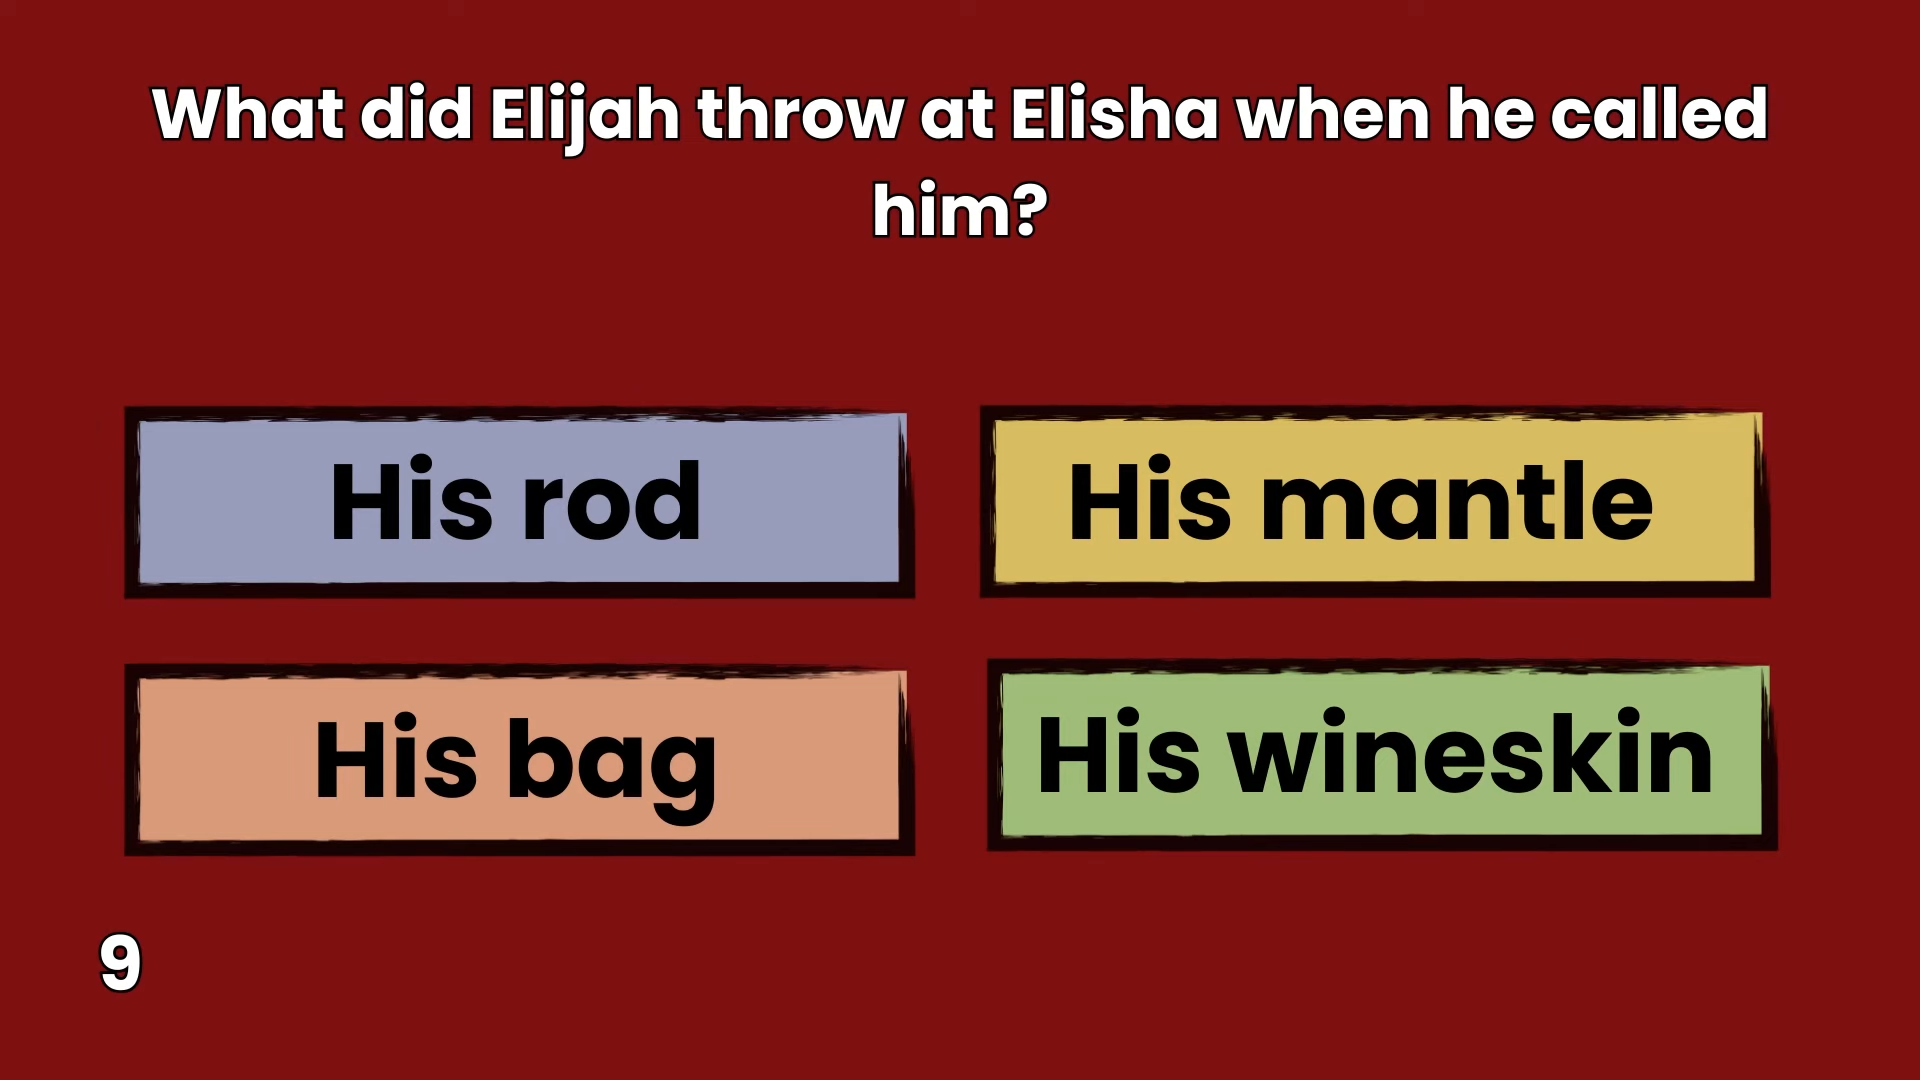 What did Elijah throw at Elisha when he called
him?
His rod
His mantle
His bag
His wineskin
9